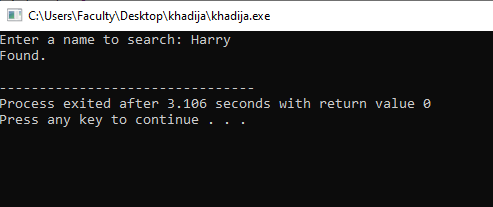 C:\Users\Faculty\Desktop\khadija\khadija.exe
Enter a name to search: Harry
Found.
--------------------------------
Process exited after 3.106 seconds with return value 0
Press any key to continue . . .